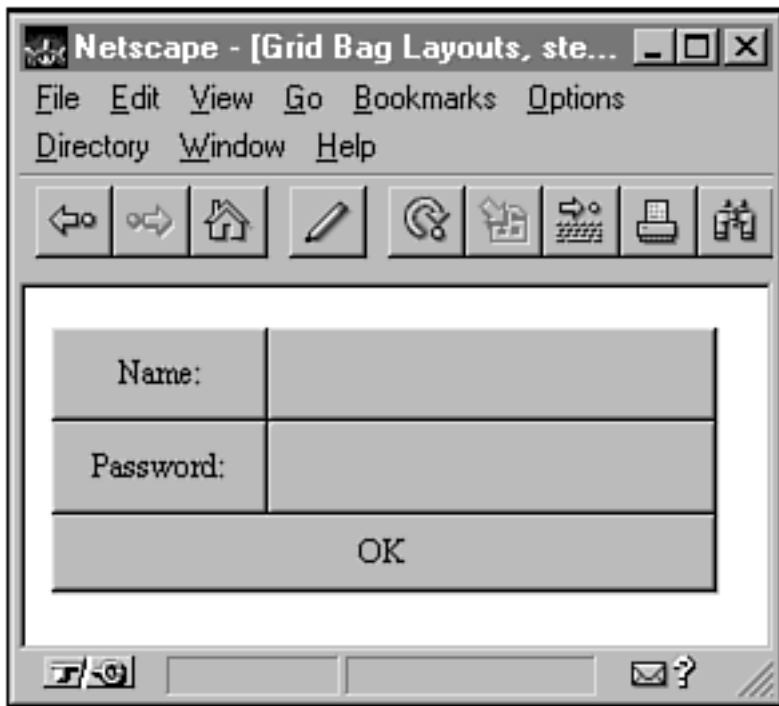 Netscape - [Grid Bag Layouts, ste...
File Edit View Go Bookmarks Options
Directory Window Help
Name:
Password:
OK